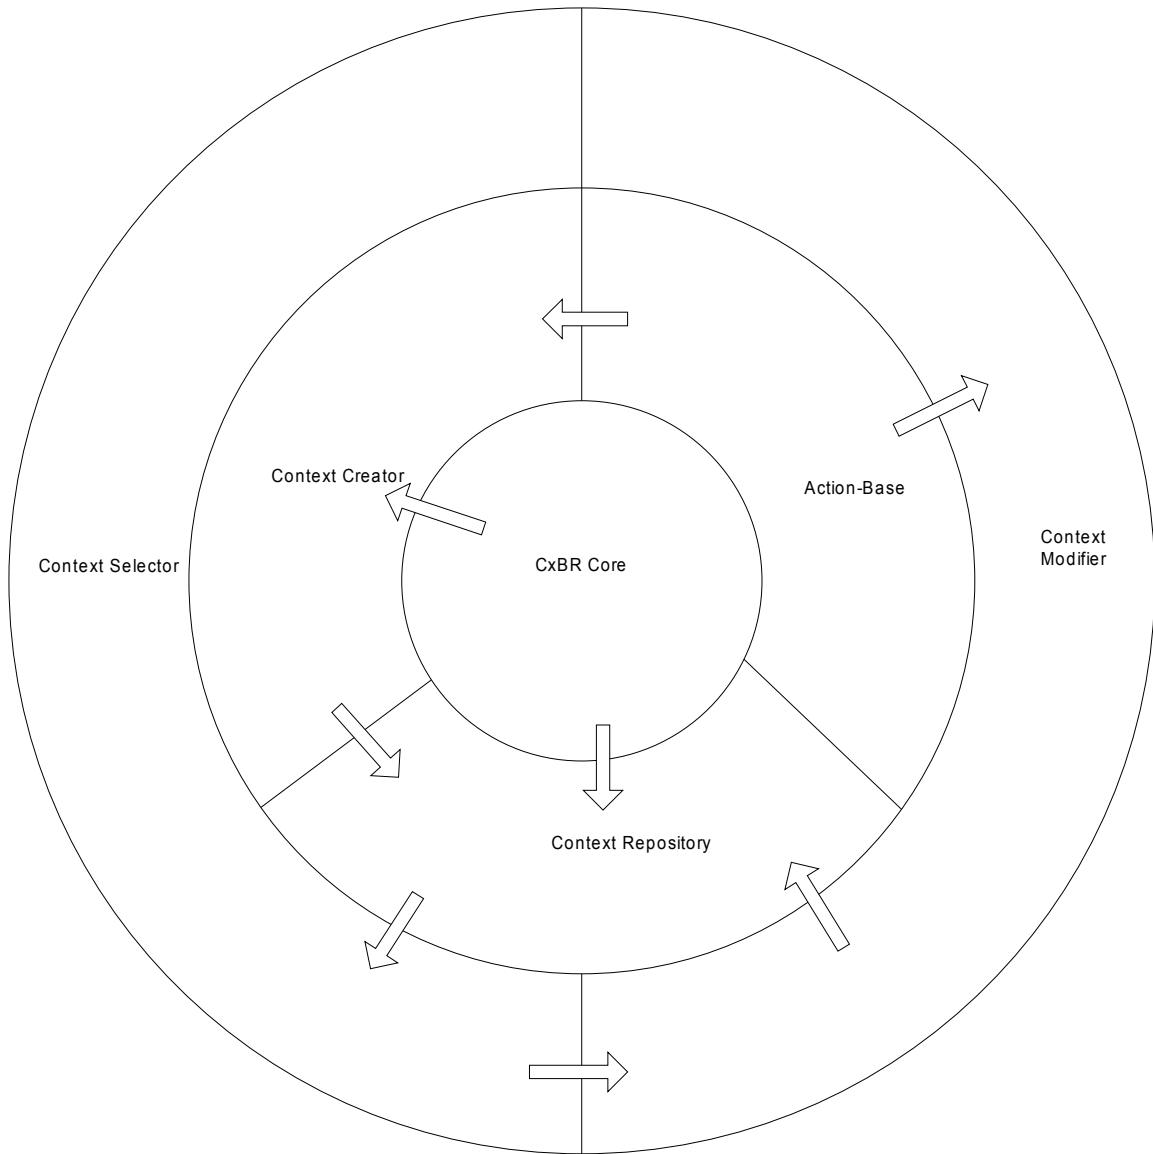 Context Creator
Action-Base
Context
Modifier
Context Selector
CxBR Core
Context Repository